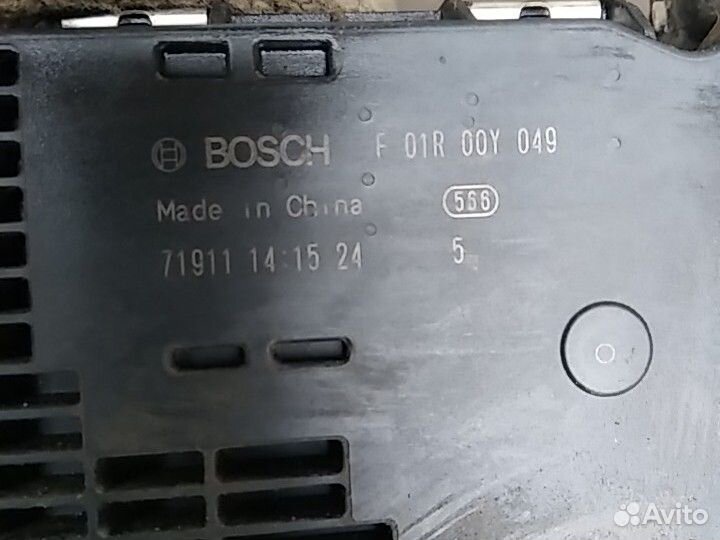 BOSCH F 01R 00Y 049
Made in China 566
71911 14:15 24 5
Avito